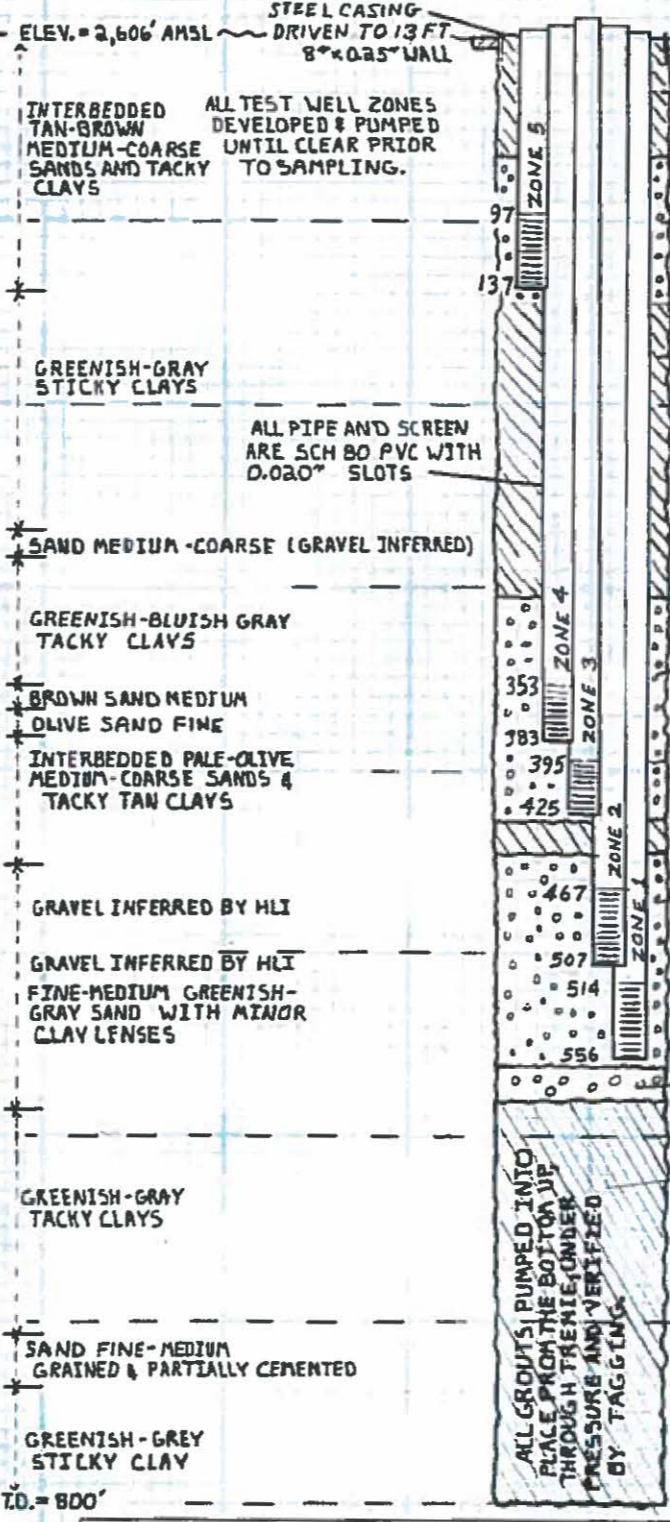 STEEL CASING
ELEV. = 2,606' AMSL DRIVEN TO 13 FT.
8" x 0.25" WALL
INTERBEDDED
TAN-BROWN
MEDIUM-COARSE
SANDS AND TACKY
CLAYS
ALL TEST WELL ZONES
DEVELOPED & PUMPED
UNTIL CLEAR PRIOR
TO SAMPLING.
ZONE 5
97
137
GREENISH-GRAY
STICKY CLAYS
ALL PIPE AND SCREEN
ARE SCH 80 PVC WITH
0.020" SLOTS
SAND MEDIUM-COARSE (GRAVEL INFERRED)
GREENISH-BLUISH GRAY
TACKY CLAYS
ZONE 4
353
383
BROWN SAND MEDIUM
OLIVE SAND FINE
ZONE 3
395
425
INTERBEDDED PALE-OLIVE
MEDIUM-COARSE SANDS &
TACKY TAN CLAYS
ZONE 2
467
507
GRAVEL INFERRED BY HLI
ZONE 1
514
556
GRAVEL INFERRED BY HLI
FINE-MEDIUM GREENISH-
GRAY SAND WITH MINOR
CLAY LENSES
GREENISH-GRAY
TACKY CLAYS
ALL GROUTS PUMPED INTO
PLACE FROM THE BOTTOM UP,
THROUGH TREMIE, UNDER
PRESSURE AND VERIFIED
BY TAGGING.
SAND FINE-MEDIUM
GRAINED & PARTIALLY CEMENTED
GREENISH-GREY
STICKY CLAY
T.D. = 800'